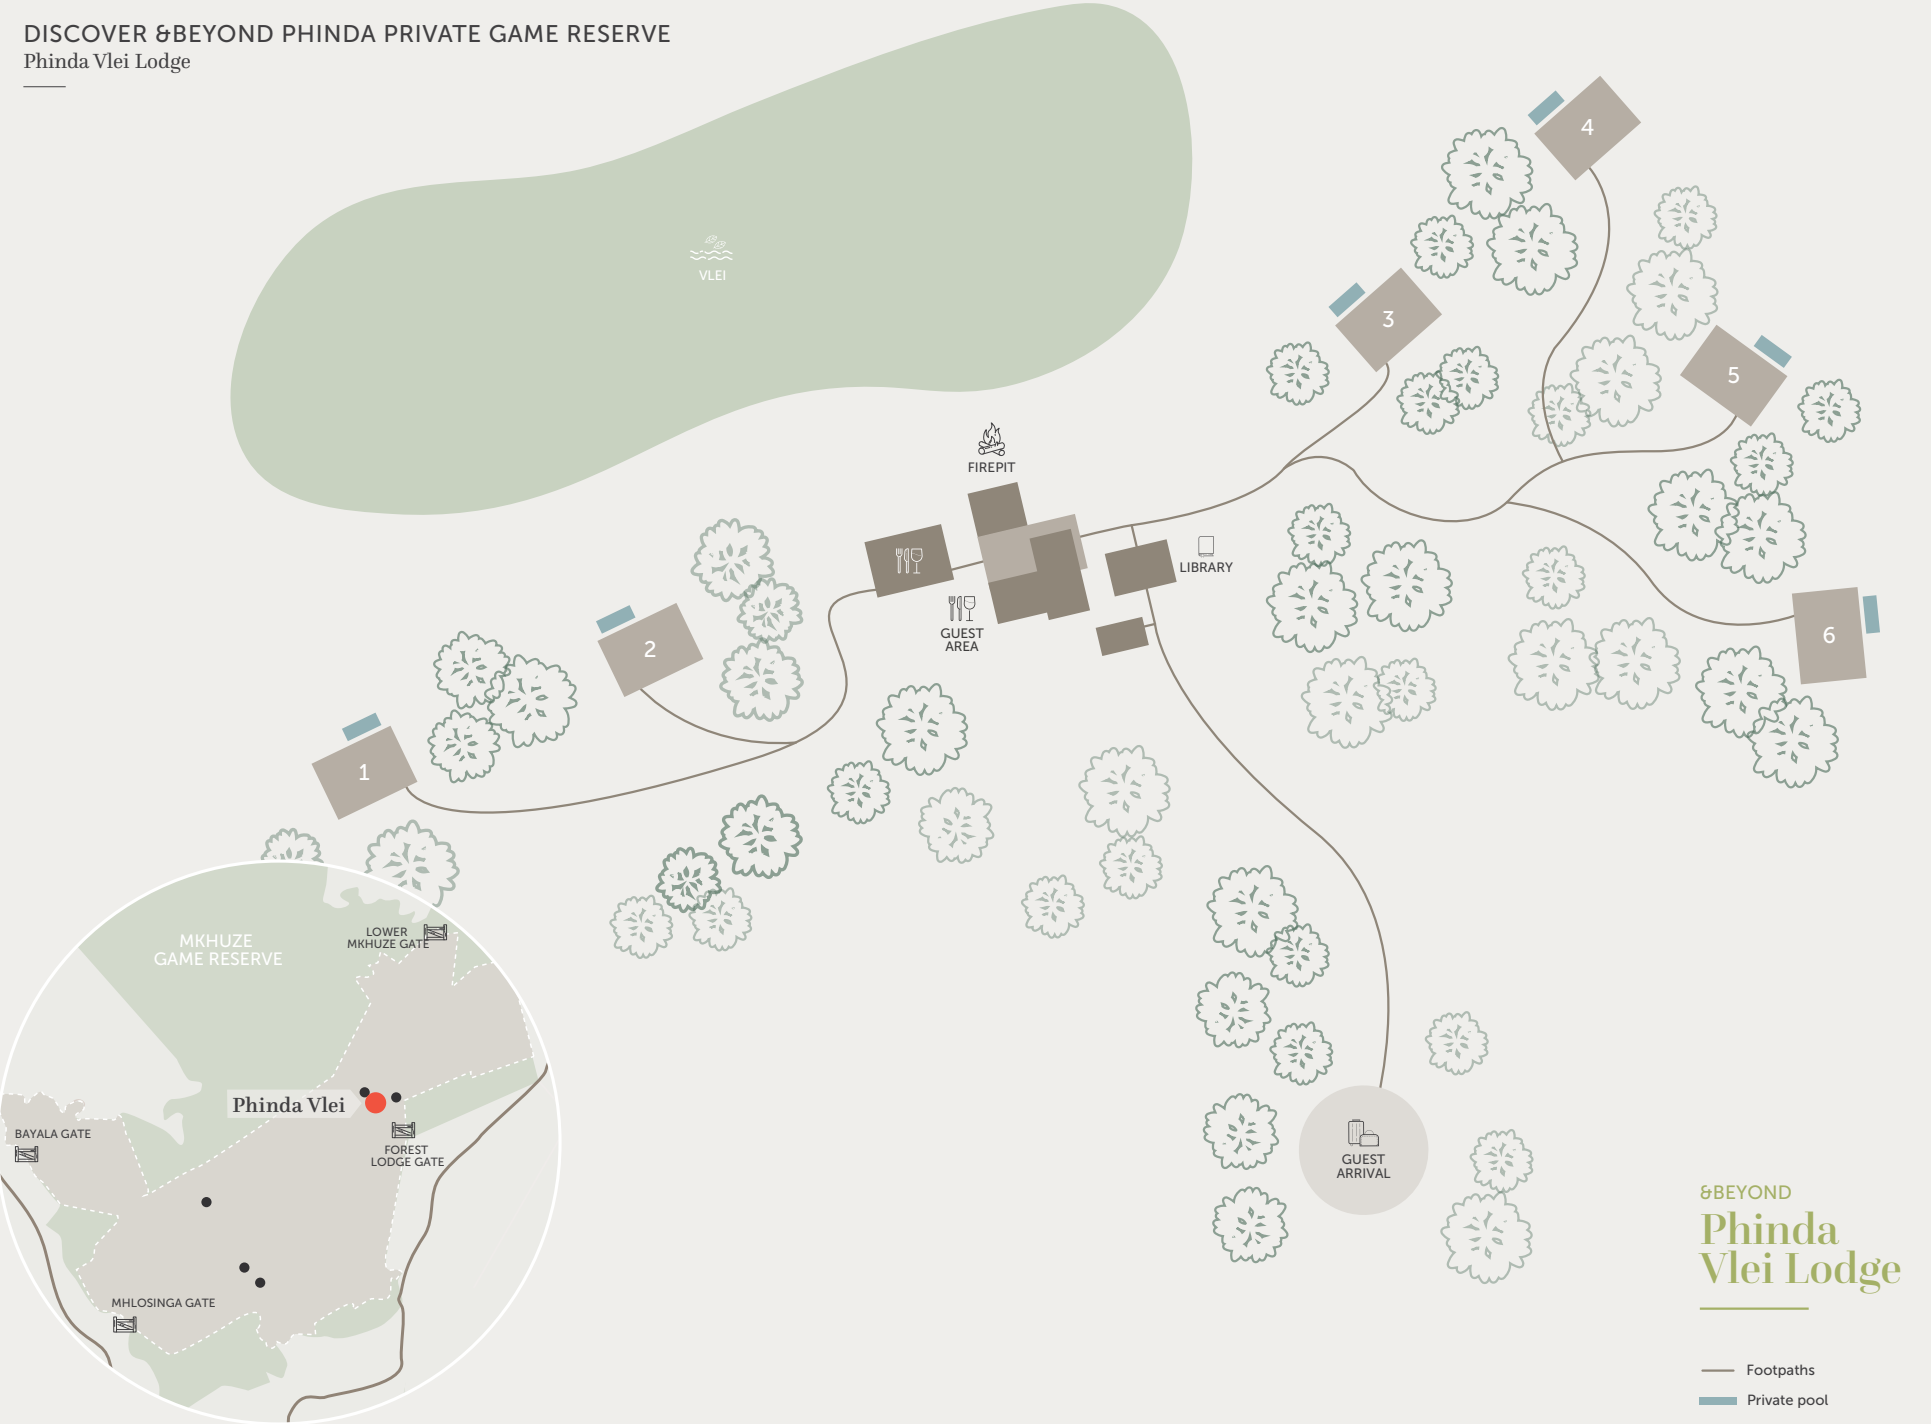 DISCOVER &BEYOND PHINDA PRIVATE GAME RESERVE
Phinda Vlei Lodge
VLEI
4
3
5
FIREPIT
LIBRARY
GUEST
AREA
2
6
1
LOWER
MKHUZE GATE
MKHUZE
GAME RESERVE
Phinda Vlei
BAYALA GATE
FOREST
LODGE GATE
MHLOSINGA GATE
GUEST
ARRIVAL
&BEYOND
Phinda
Vlei Lodge
Footpaths
Private pool